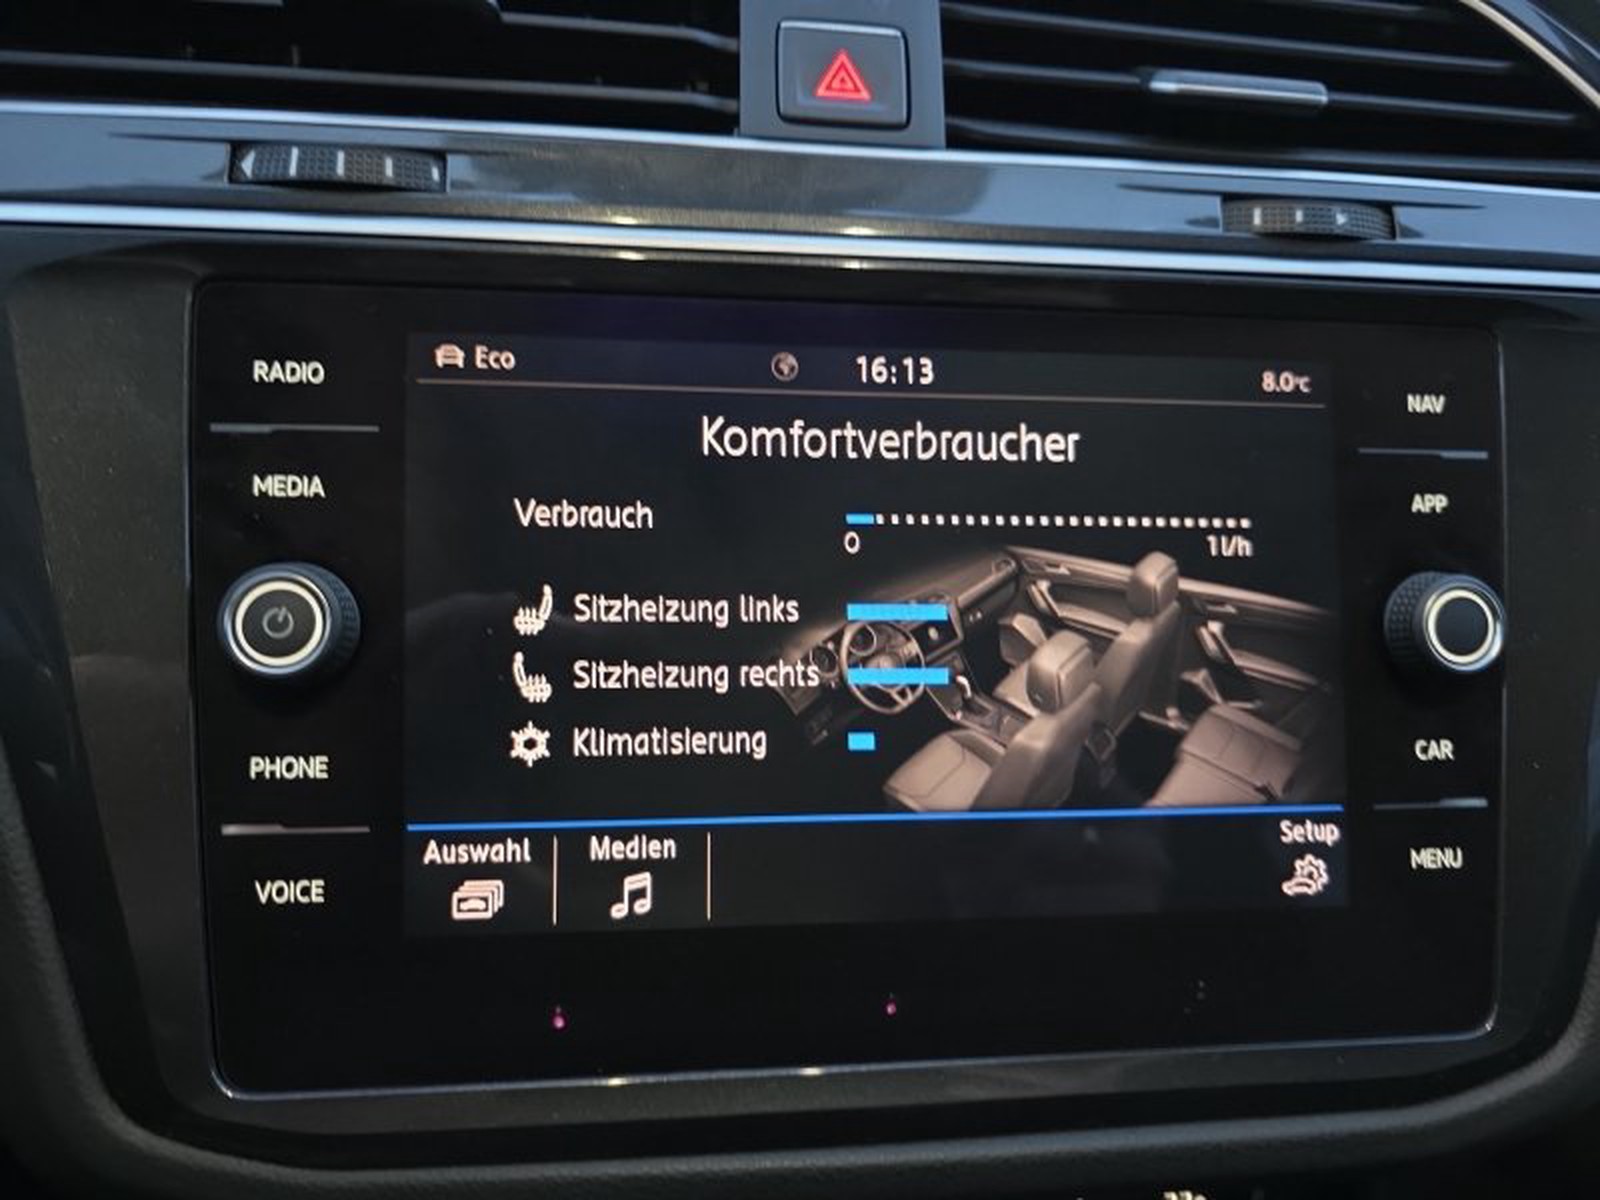 RADIO
MEDIA
PHONE
VOICE
Eco
16:13
8.0°C
Komfortverbraucher
Verbrauch
0
1 l/h
Sitzheizung links
Sitzheizung rechts
Klimatisierung
Auswahl
Medien
Setup
NAV
APP
CAR
MENU